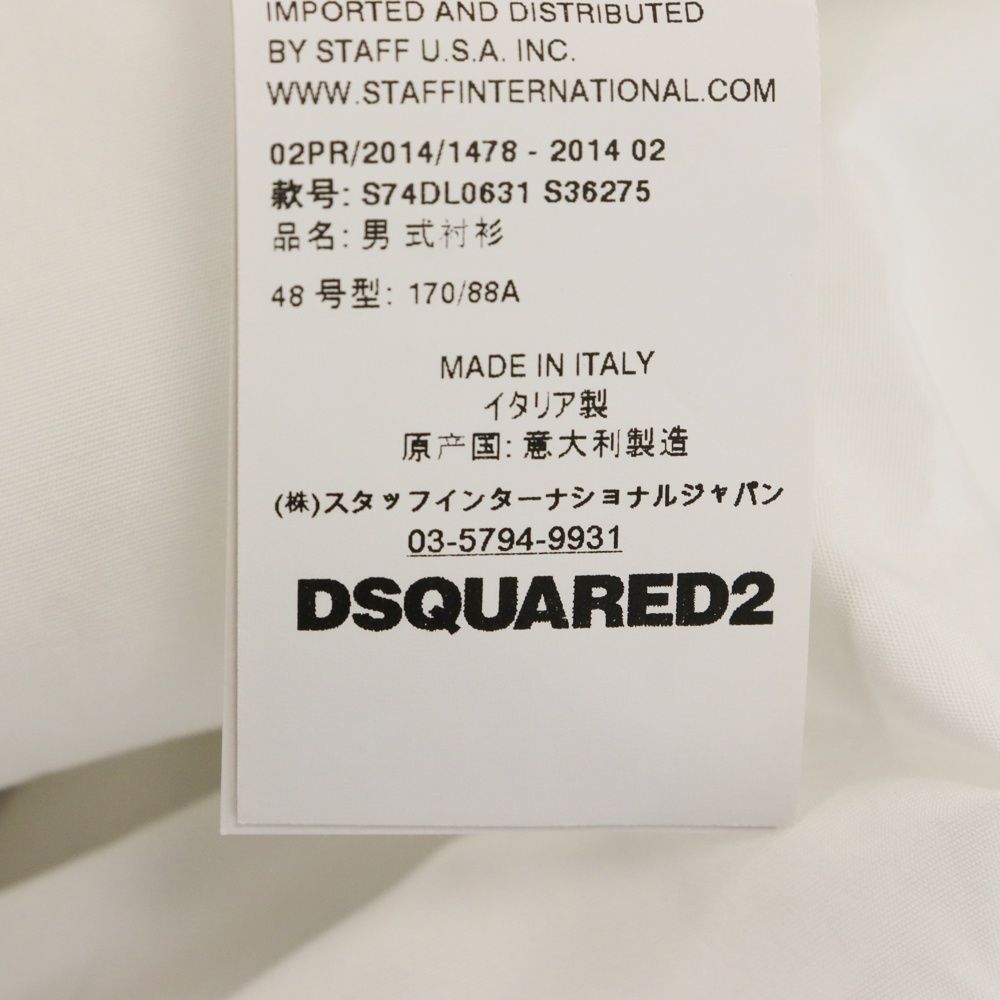 IMPORTED AND DISTRIBUTED
BY STAFF U.S.A. INC.
WWW.STAFFINTERNATIONAL.COM
02PR/2014/1478 - 2014 02
款号: S74DL0631 S36275
品名: 男 式衬衫
48 号型: 170/88A
MADE IN ITALY
イタリア製
原产国: 意大利製造
(株)スタッフインターナショナルジャパン
03-5794-9931
DSQUARED2